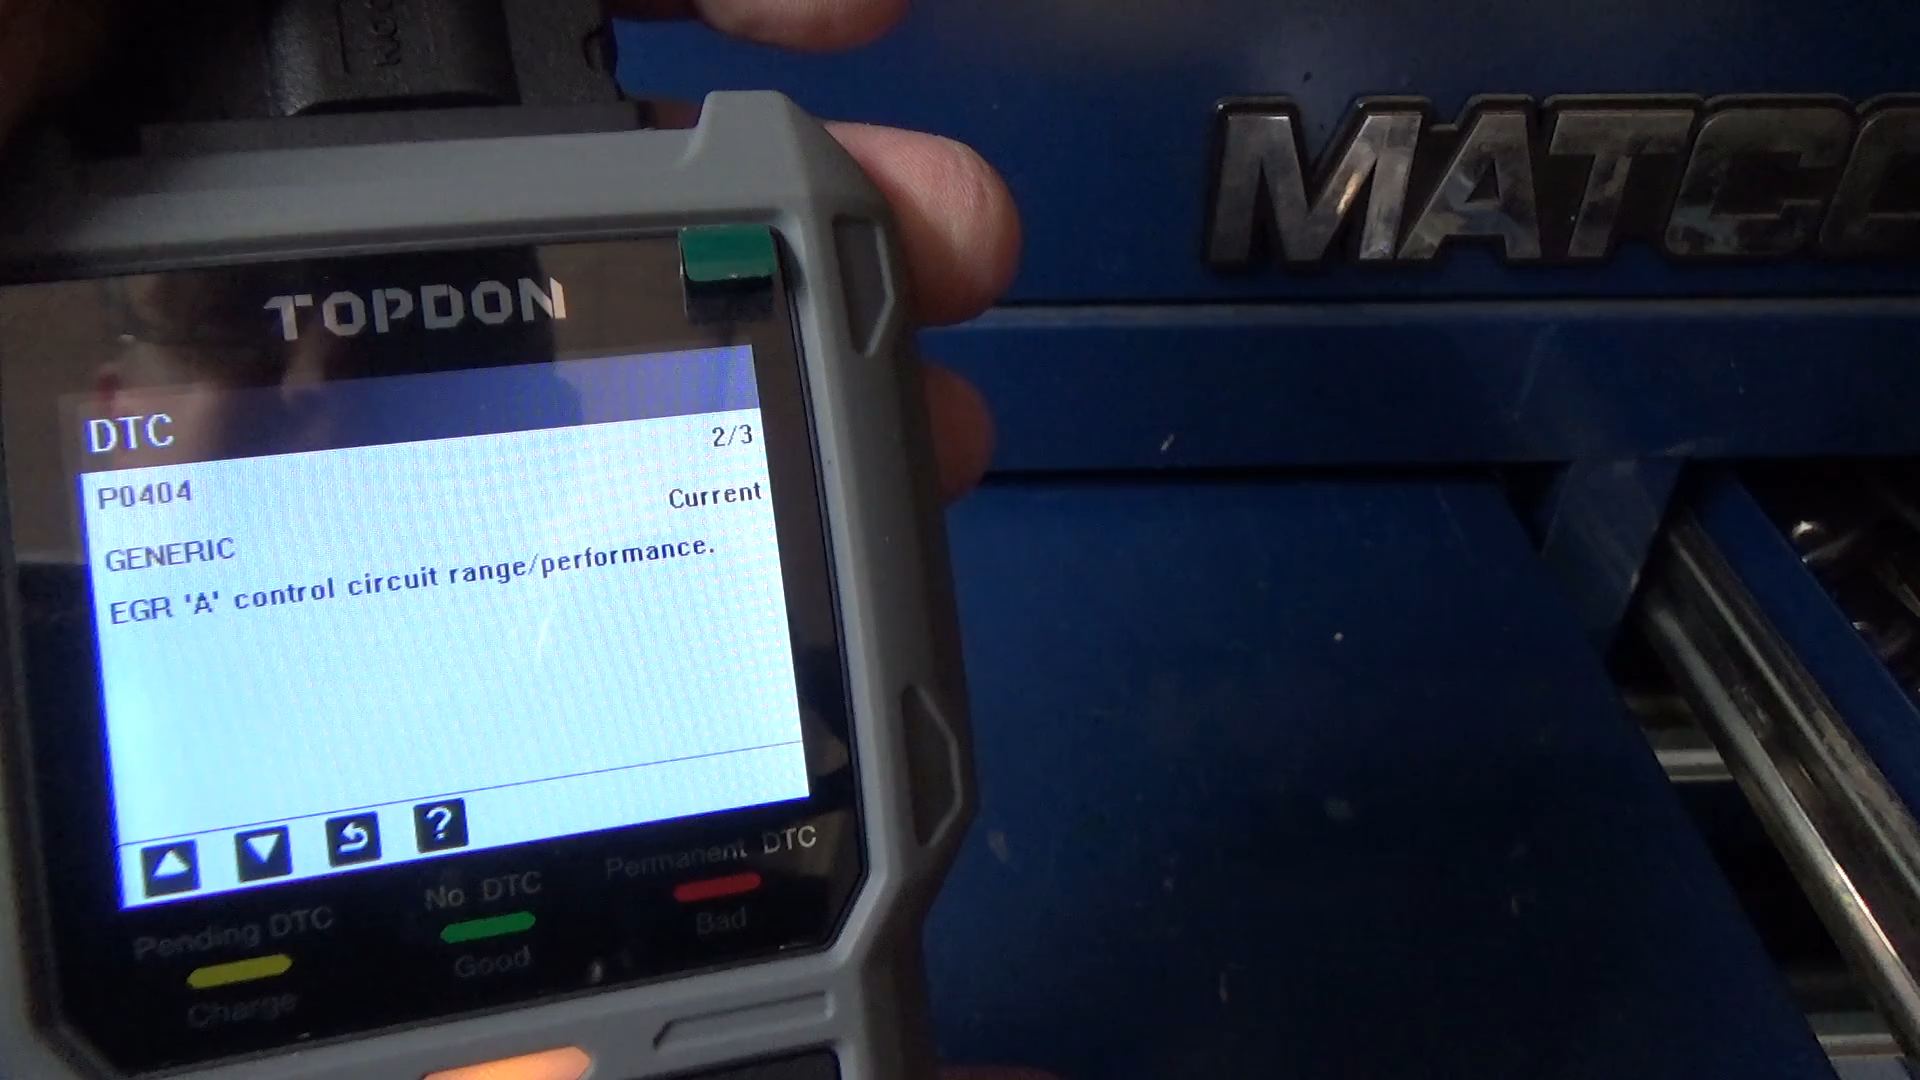 MATCO
TOPDON
DTC
2/3
P0404
Current
GENERIC
EGR 'A' control circuit range/performance.
?
Pending DTC
No DTC
Permanent DTC
Charge
Good
Bad